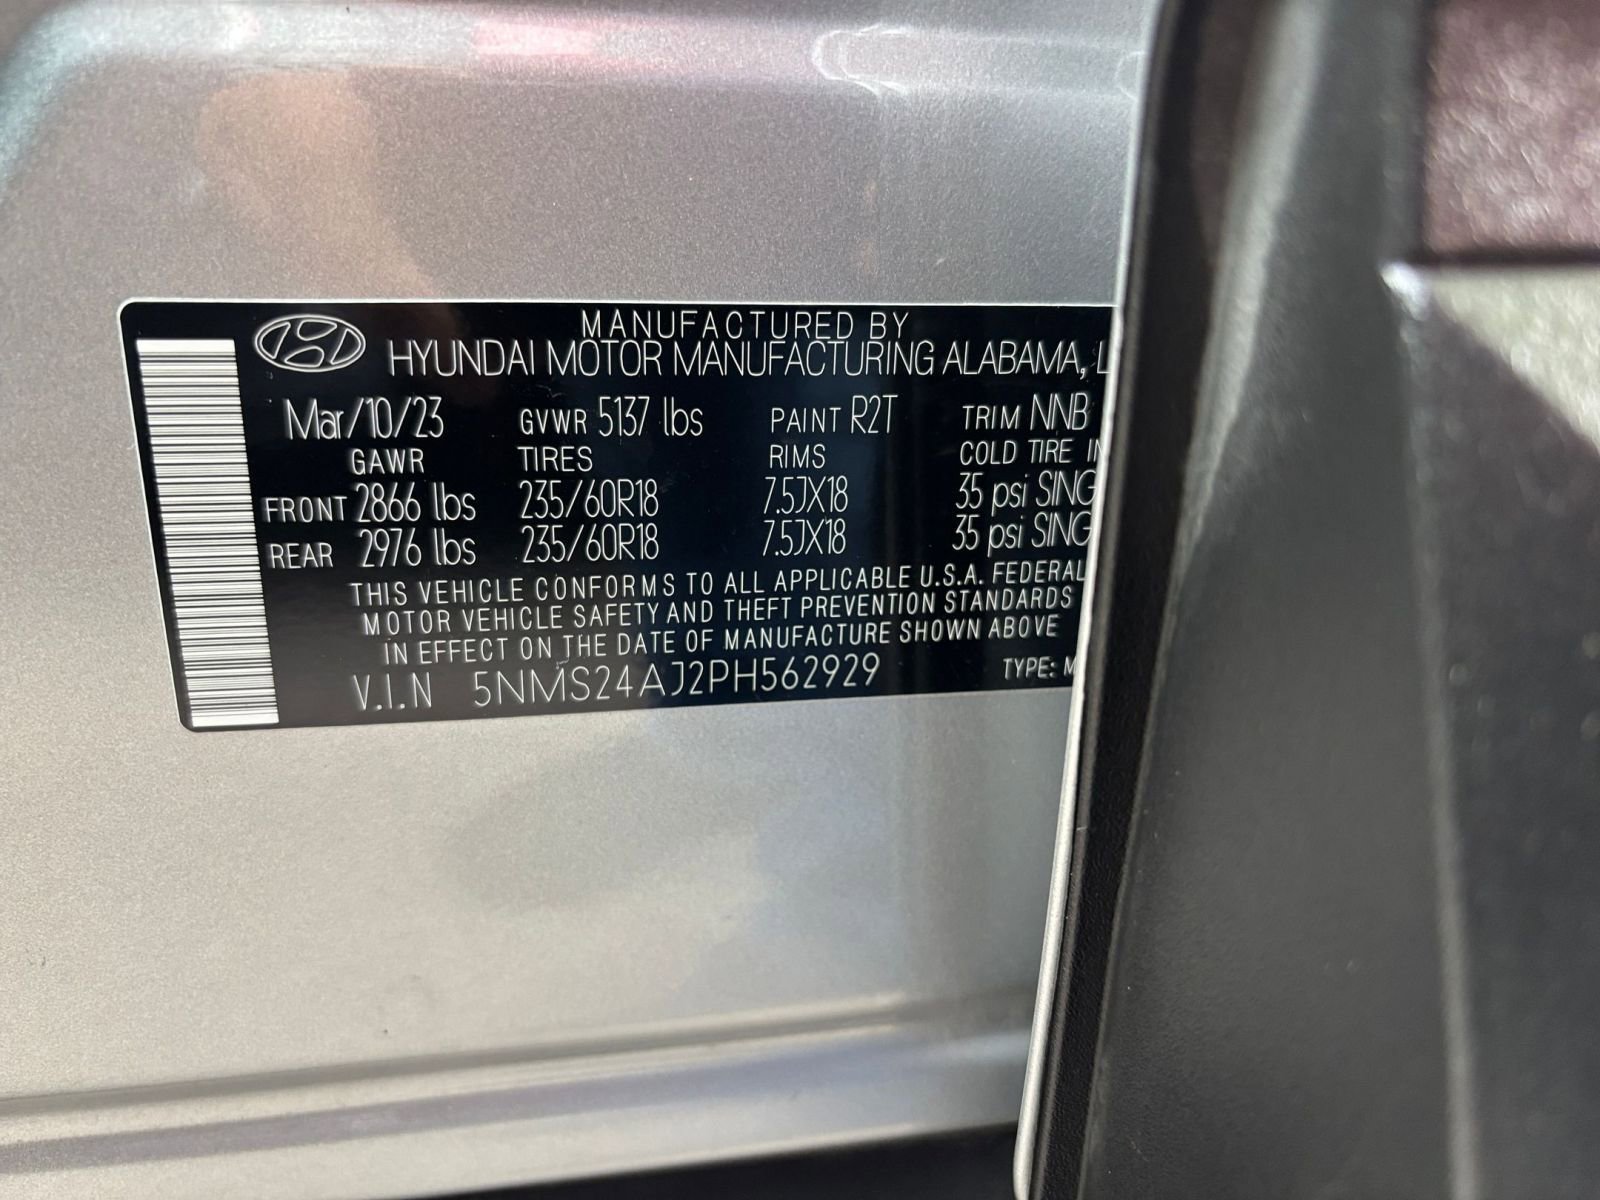 MANUFACTURED BY
HYUNDAI MOTOR MANUFACTURING ALABAMA,
Mar/10/23 GVWR 5137 lbs PAINT R2T TRIM NNB
GAWR TIRES RIMS COLD TIRE
FRONT 2866 lbs 235/60R18 7.5JX18 35 psi SING
REAR 2976 lbs 235/60R18 7.5JX18 35 psi SING
THIS VEHICLE CONFORMS TO ALL APPLICABLE U.S.A. FEDERAL
MOTOR VEHICLE SAFETY AND THEFT PREVENTION STANDARDS
IN EFFECT ON THE DATE OF MANUFACTURE SHOWN ABOVE
V.I.N 5NMS24AJ2PH562929 TYPE: